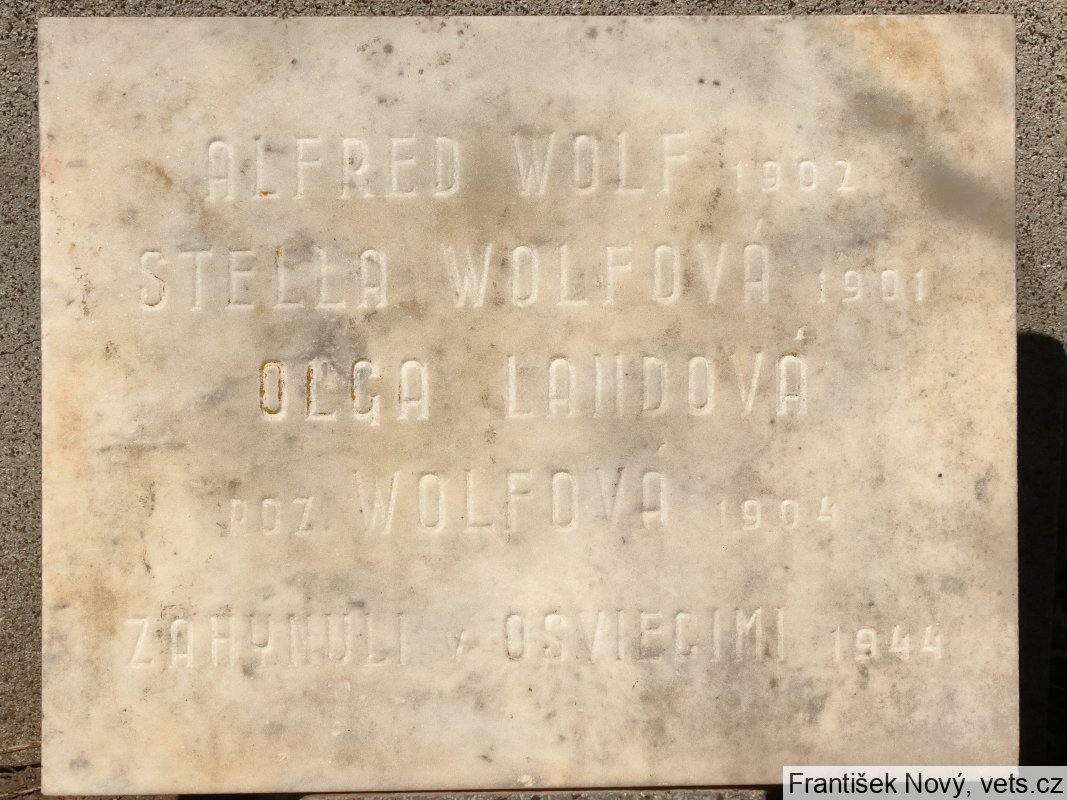 ALFRED WOLF 1902
STELLA WOLFOVÁ 1901
OLGA LANDOVÁ
ROZ. WOLFOVÁ 1904
ZAHYNULI v OSVIECIMI 1944
František Nový, vets.cz